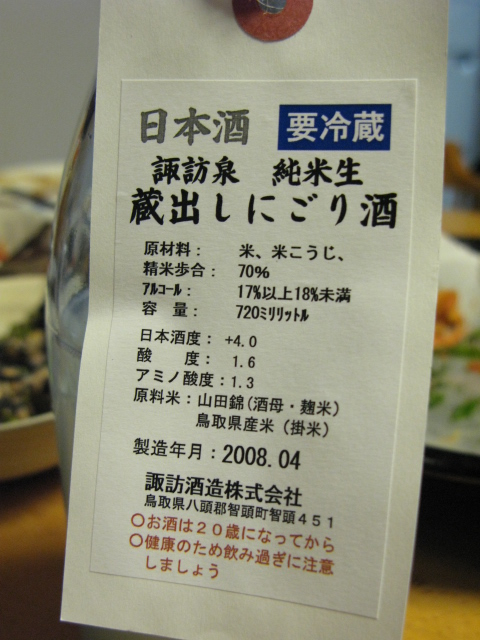 日本酒 要冷蔵
諏訪泉 純米生
蔵出しにごり酒
原材料： 米、米こうじ、
精米歩合： 70%
ｱﾙｺｰﾙ： 17%以上18%未満
容 量： 720ﾐﾘﾘｯﾄﾙ
日本酒度： +4.0
酸 度： 1.6
アミノ酸度：1.3
原料米：山田錦(酒母・麹米)
鳥取県産米(掛米)
製造年月：2008.04
諏訪酒造株式会社
鳥取県八頭郡智頭町智頭451
○お酒は20歳になってから
○健康のため飲み過ぎに注意
しましょう